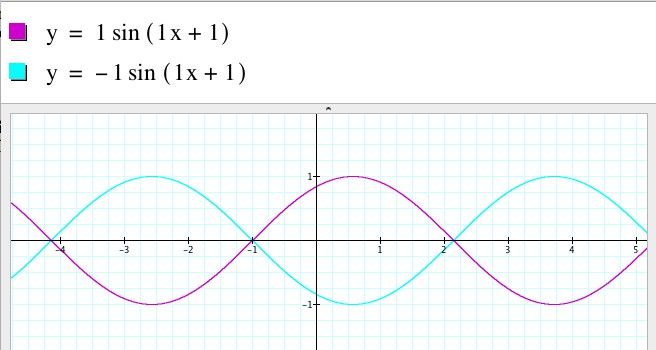 y = 1 sin (1x + 1)
y = −1 sin (1x + 1)
1
-4 -3 -2 -1 1 2 3 4 5
-1